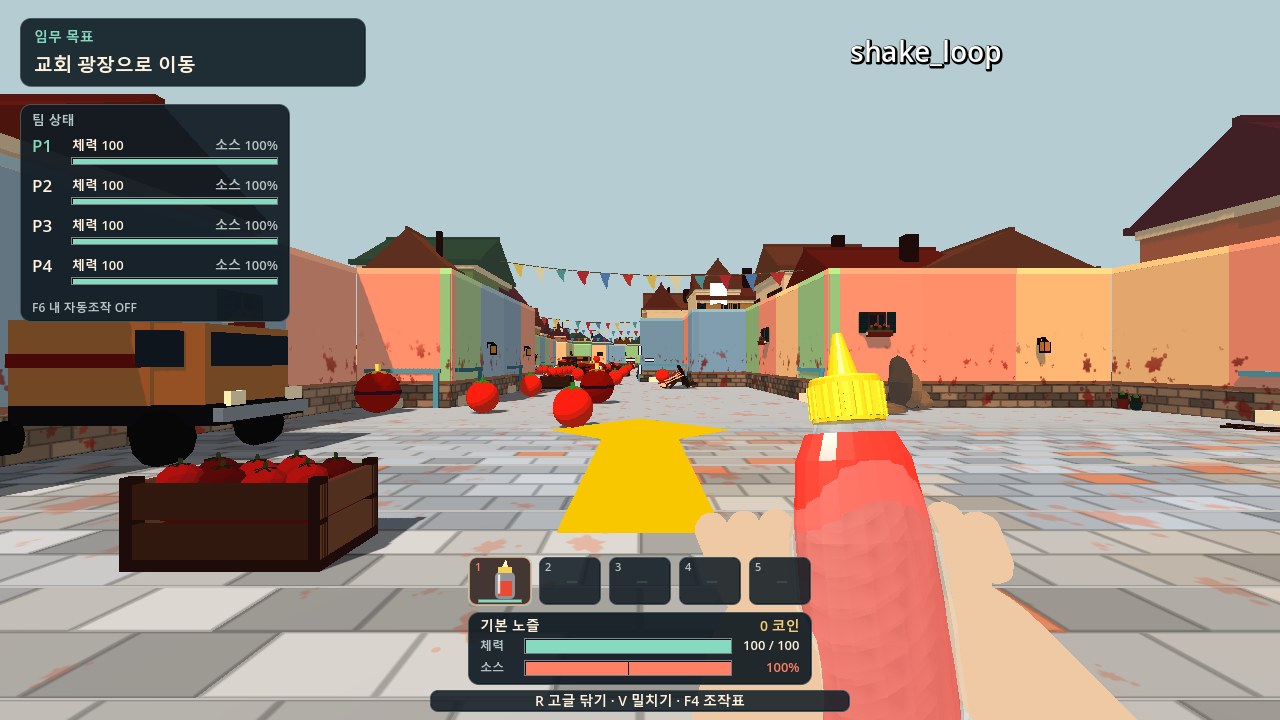 임무 목표
교회 광장으로 이동
shake_loop
팀 상태
P1 체력 100 소스 100%
P2 체력 100 소스 100%
P3 체력 100 소스 100%
P4 체력 100 소스 100%
F6 내 자동조작 OFF
1 2 3 4 5
기본 노즐 0 코인
체력 100 / 100
소스 100%
R 고글 닦기 · V 밀치기 · F4 조작표